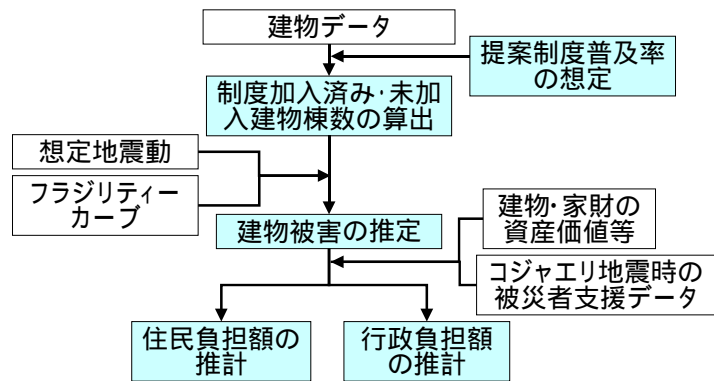 建物データ
提案制度普及率
の想定
制度加入済み・未加
入建物棟数の算出
想定地震動
フラジリティー
カーブ
建物・家財の
資産価値等
建物被害の推定
コジャエリ地震時の
被災者支援データ
住民負担額の
推計
行政負担額
の推計